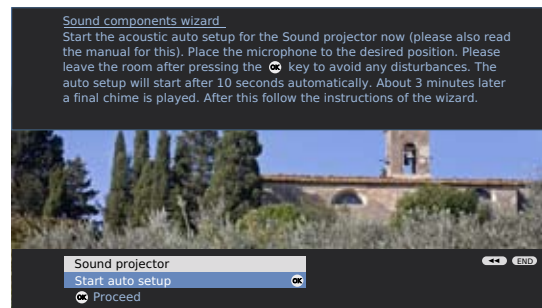 Sound components wizard
Start the acoustic auto setup for the Sound projector now (please also read
the manual for this). Place the microphone to the desired position. Please
leave the room after pressing the OK key to avoid any disturbances. The
auto setup will start after 10 seconds automatically. About 3 minutes later
a final chime is played. After this follow the instructions of the wizard.
Sound projector
END
Start auto setup OK
OK Proceed